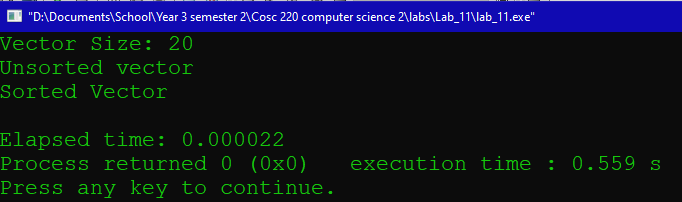 "D:\Documents\School\Year 3 semester 2\Cosc 220 computer science 2\labs\Lab_11\lab_11.exe"
Vector Size: 20
Unsorted vector
Sorted Vector
Elapsed time: 0.000022
Process returned 0 (0x0)   execution time : 0.559 s
Press any key to continue.